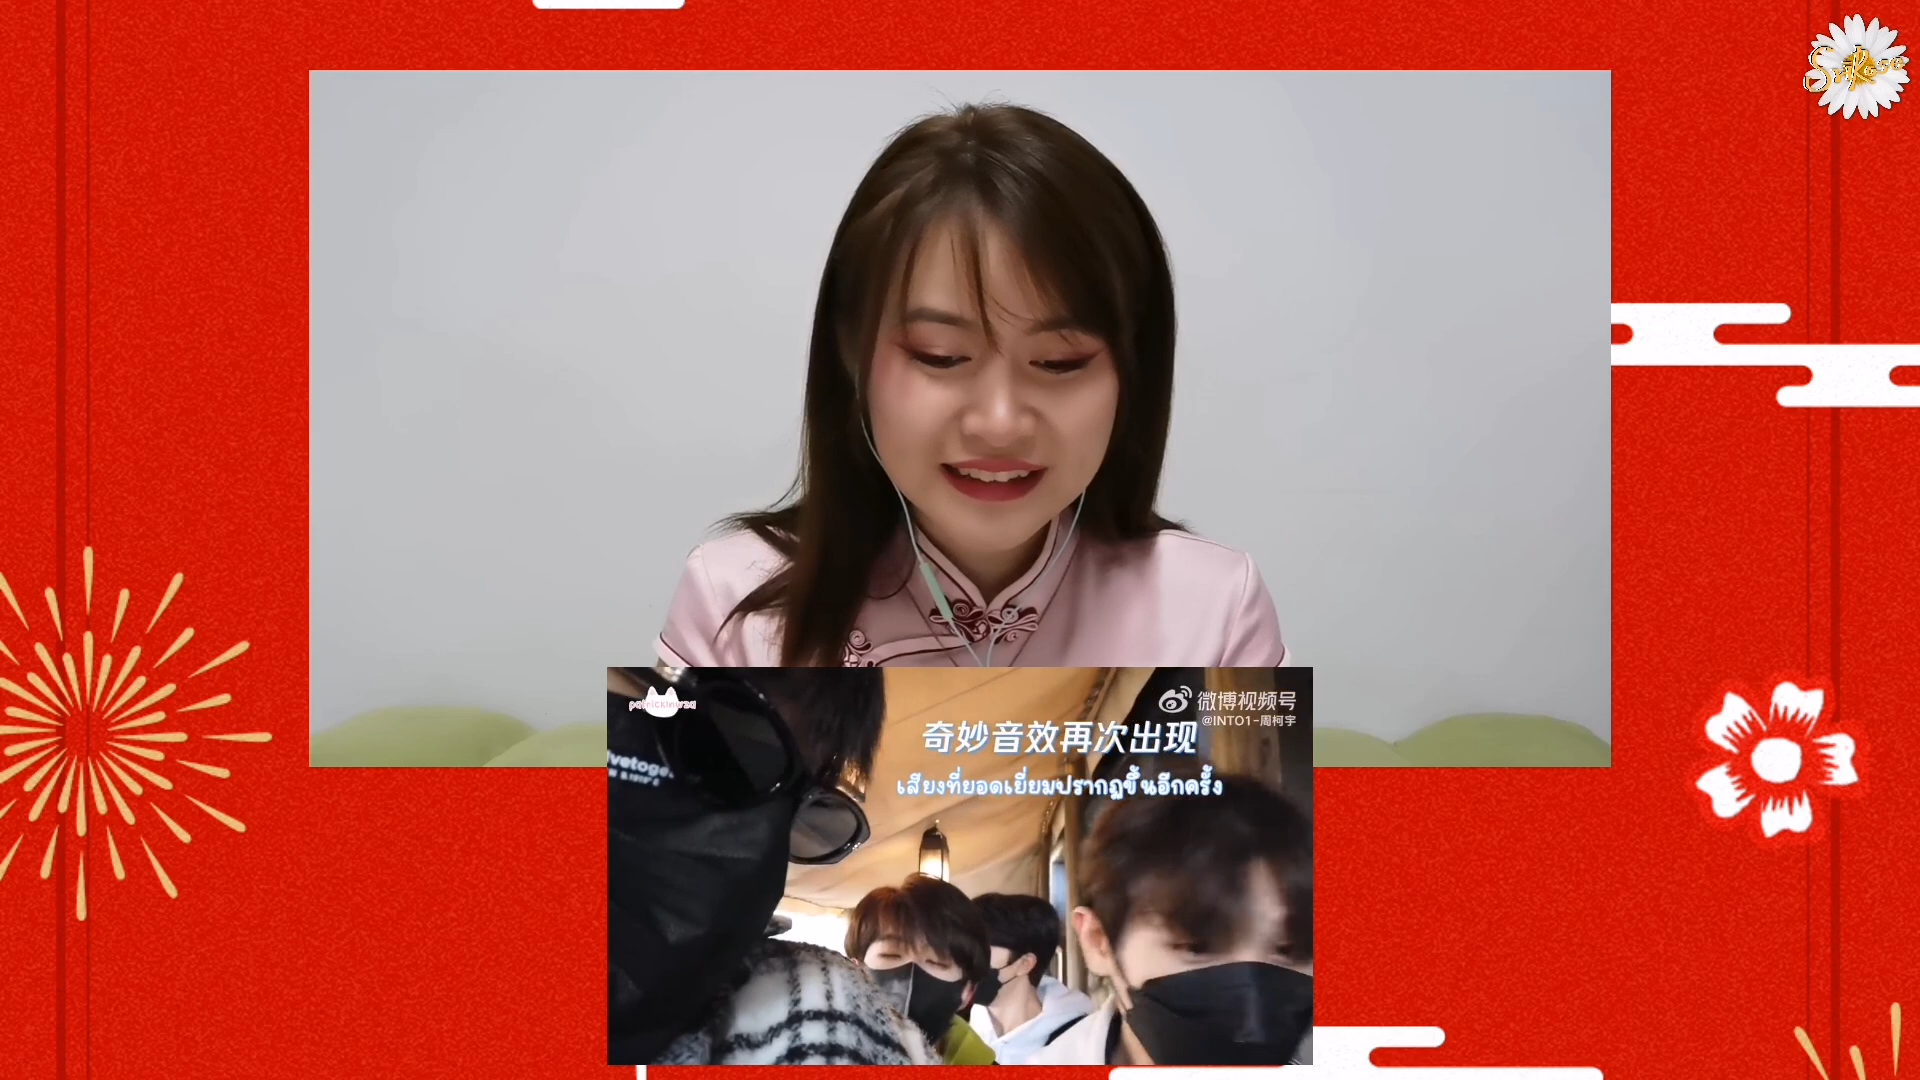 SriRose
patrickintrza
微博视频号
@INTO1-周柯宇
奇妙音效再次出现
เสียงที่ยอดเยี่ยมปรากฏขึ้นอีกครั้ง